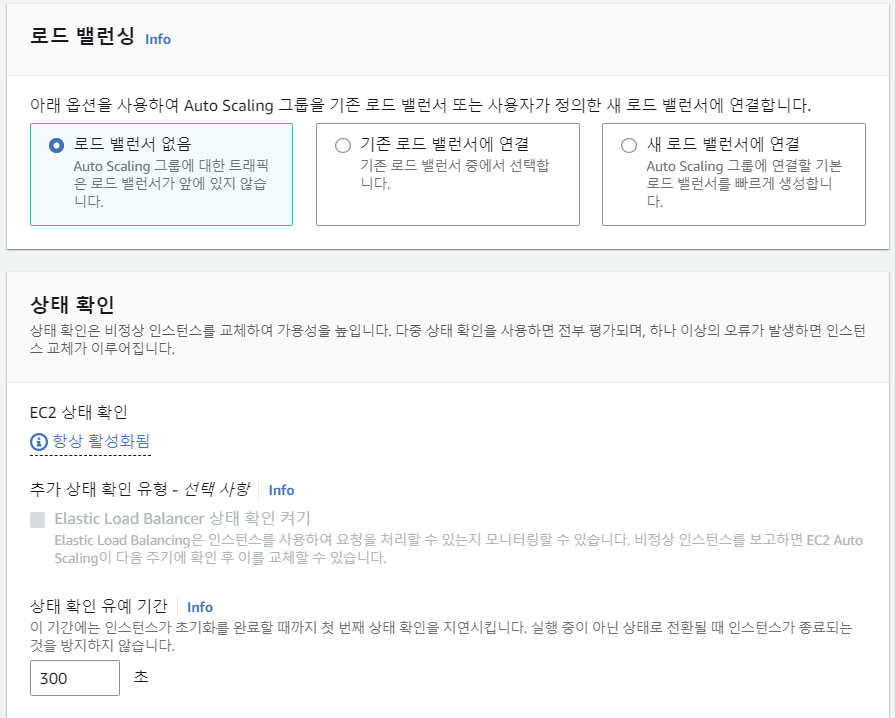 로드 밸런싱 Info
아래 옵션을 사용하여 Auto Scaling 그룹을 기존 로드 밸런서 또는 사용자가 정의한 새 로드 밸런서에 연결합니다.
로드 밸런서 없음
Auto Scaling 그룹에 대한 트래픽
은 로드 밸런서가 앞에 있지 않습
니다.
기존 로드 밸런서에 연결
기존 로드 밸런서 중에서 선택합
니다.
새 로드 밸런서에 연결
Auto Scaling 그룹에 연결할 기본
로드 밸런서를 빠르게 생성합니
다.
상태 확인
상태 확인은 비정상 인스턴스를 교체하여 가용성을 높입니다. 다중 상태 확인을 사용하면 전부 평가되며, 하나 이상의 오류가 발생하면 인스턴
스 교체가 이루어집니다.
EC2 상태 확인
항상 활성화됨
추가 상태 확인 유형 - 선택 사항 Info
Elastic Load Balancer 상태 확인 켜기
Elastic Load Balancing은 인스턴스를 사용하여 요청을 처리할 수 있는지 모니터링할 수 있습니다. 비정상 인스턴스를 보고하면 EC2 Auto
Scaling이 다음 주기에 확인 후 이를 교체할 수 있습니다.
상태 확인 유예 기간 Info
이 기간에는 인스턴스가 초기화를 완료할 때까지 첫 번째 상태 확인을 지연시킵니다. 실행 중이 아닌 상태로 전환될 때 인스턴스가 종료되는
것을 방지하지 않습니다.
300 초